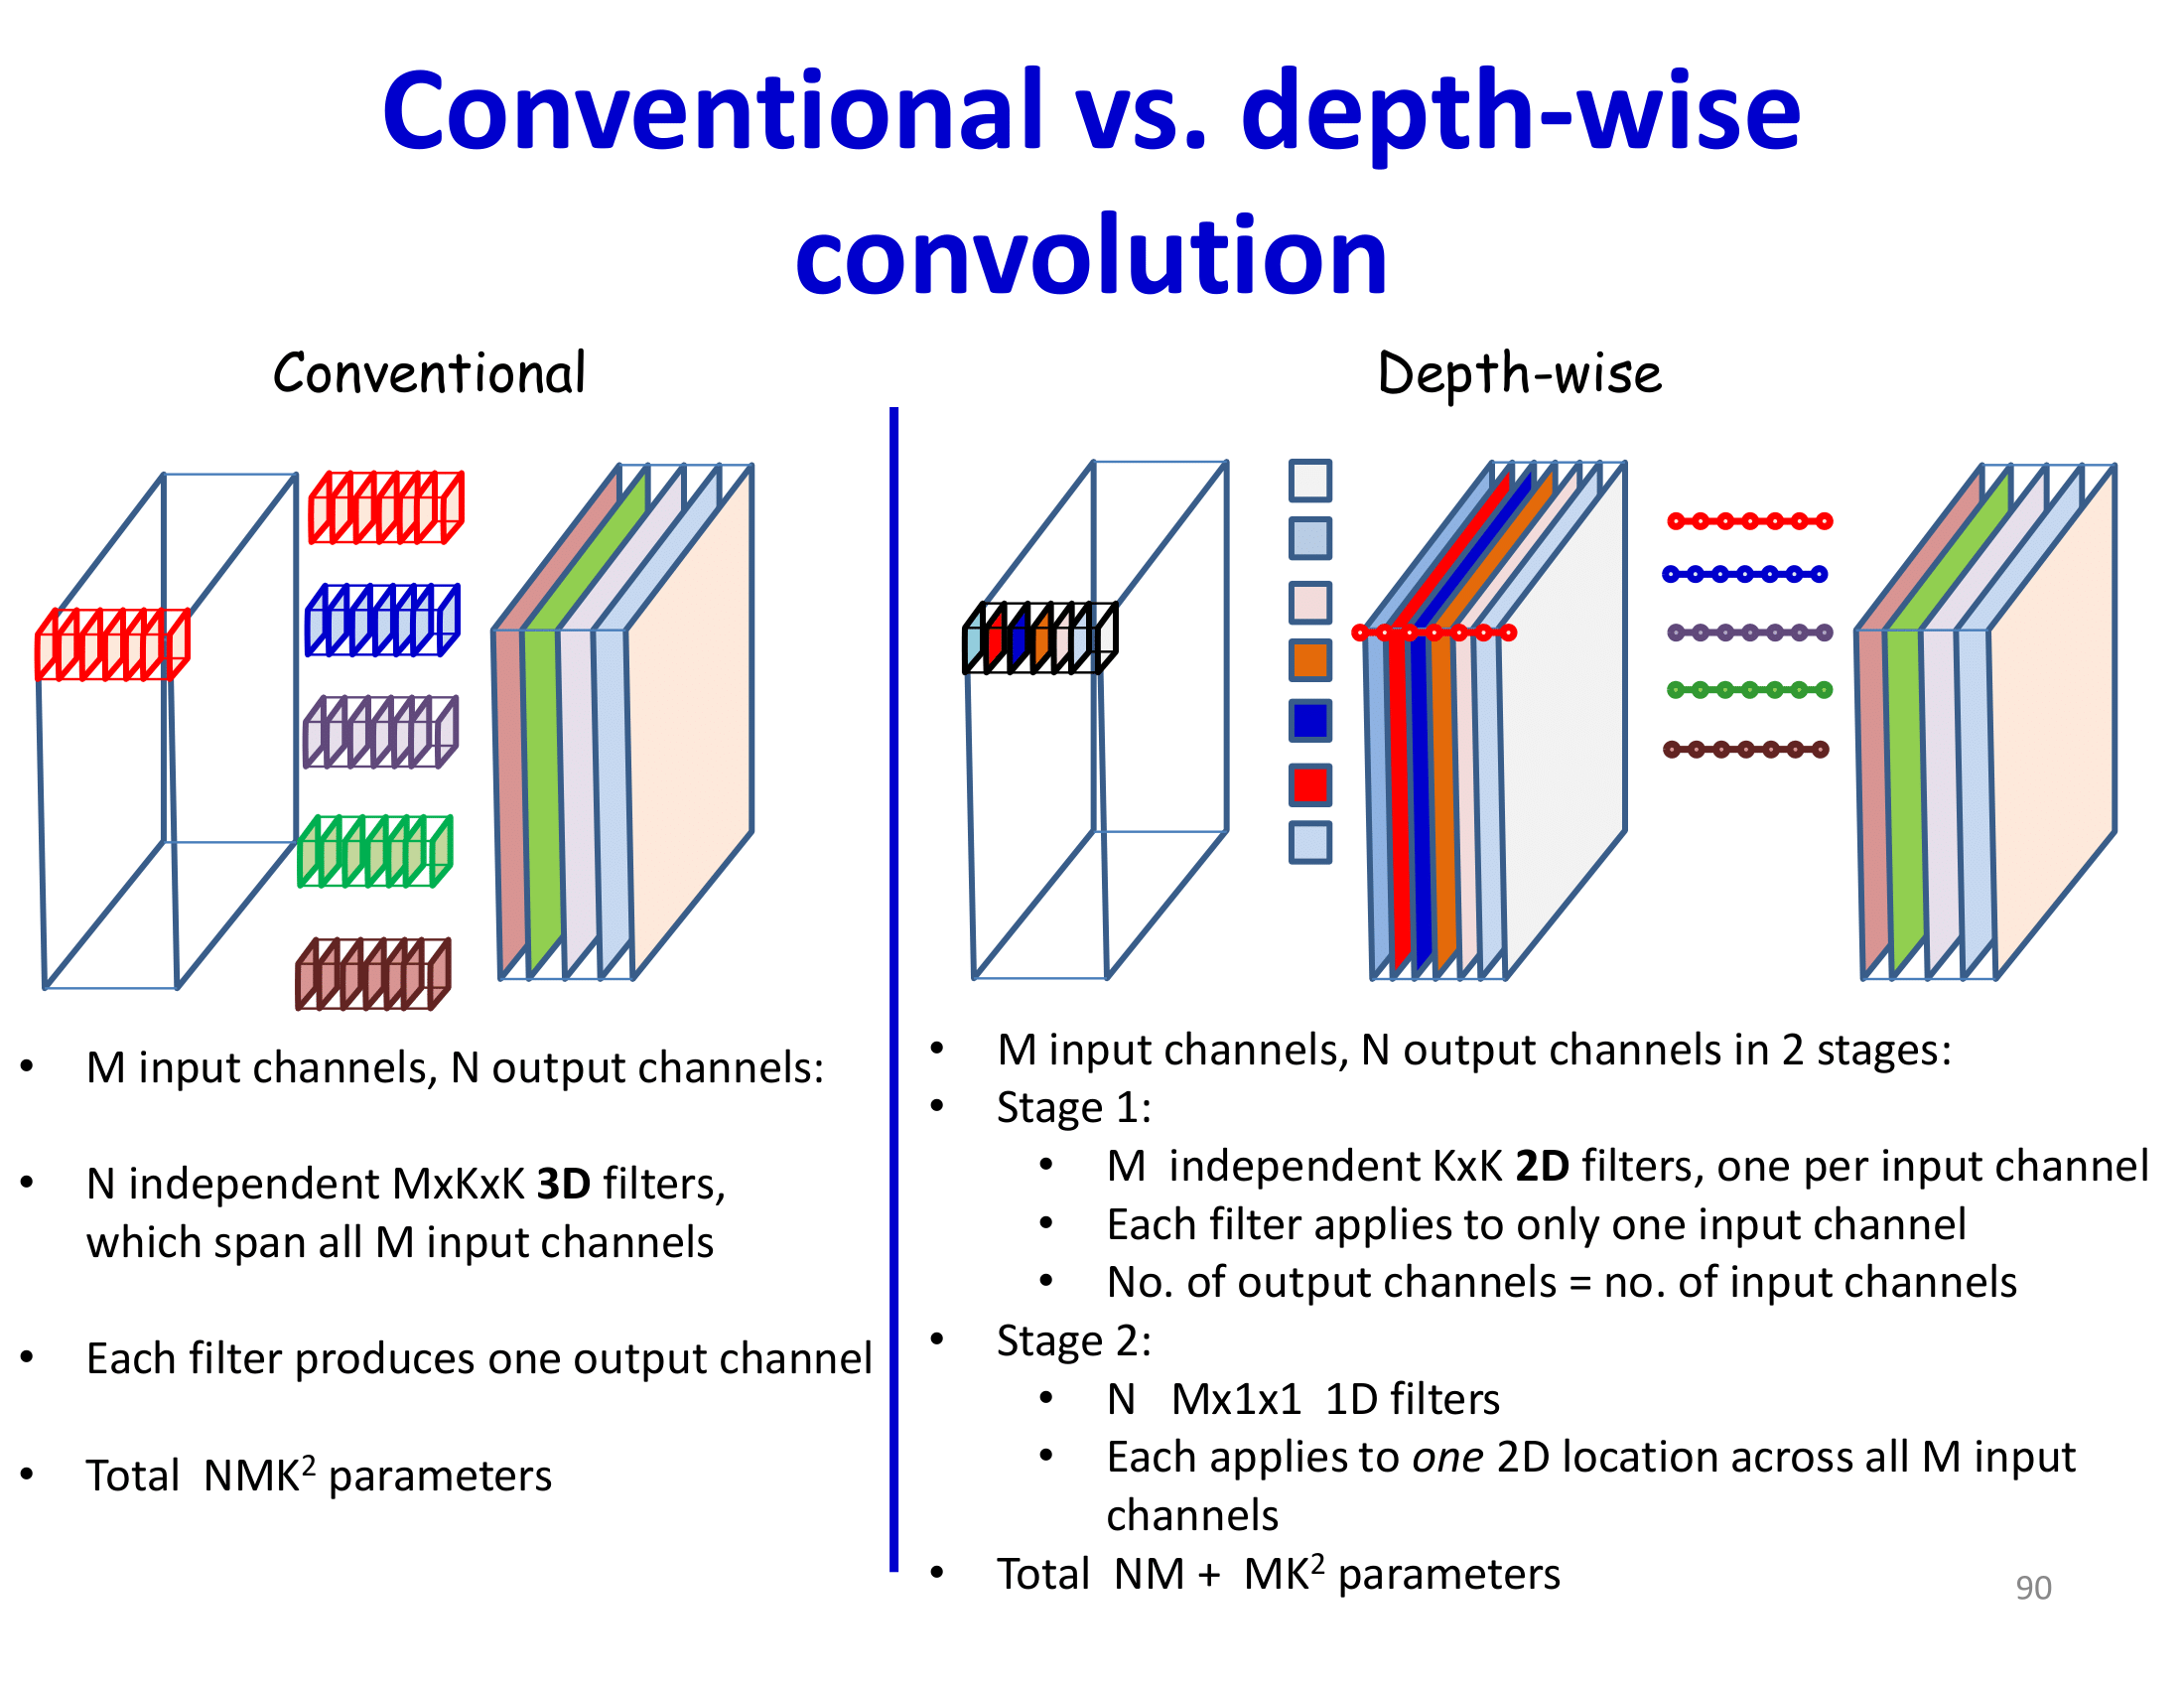 Conventional vs. depth-wise
convolution
Conventional
• M input channels, N output channels:
• N independent MxKxK 3D filters,
which span all M input channels
• Each filter produces one output channel
• Total NMK² parameters
Depth-wise
• M input channels, N output channels in 2 stages:
• Stage 1:
• M independent KxK 2D filters, one per input channel
• Each filter applies to only one input channel
• No. of output channels = no. of input channels
• Stage 2:
• N Mx1x1 1D filters
• Each applies to one 2D location across all M input
channels
• Total NM + MK² parameters
90